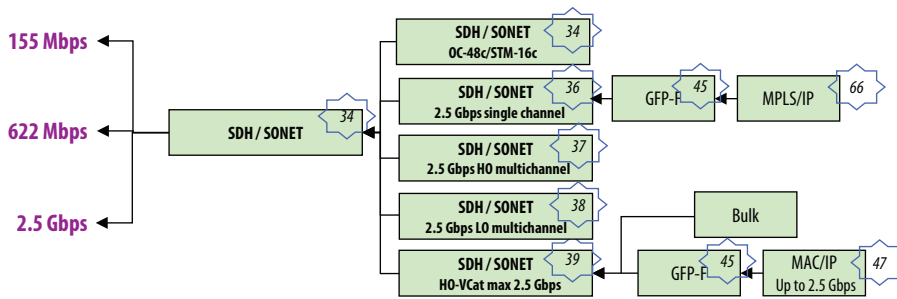 155 Mbps
622 Mbps
2.5 Gbps
SDH / SONET
34
SDH / SONET
OC-48c/STM-16c
34
SDH / SONET
2.5 Gbps single channel
36
GFP-F
45
MPLS/IP
66
SDH / SONET
2.5 Gbps HO multichannel
37
SDH / SONET
2.5 Gbps LO multichannel
38
Bulk
SDH / SONET
HO-VCat max 2.5 Gbps
39
GFP-F
45
MAC/IP
Up to 2.5 Gbps
47